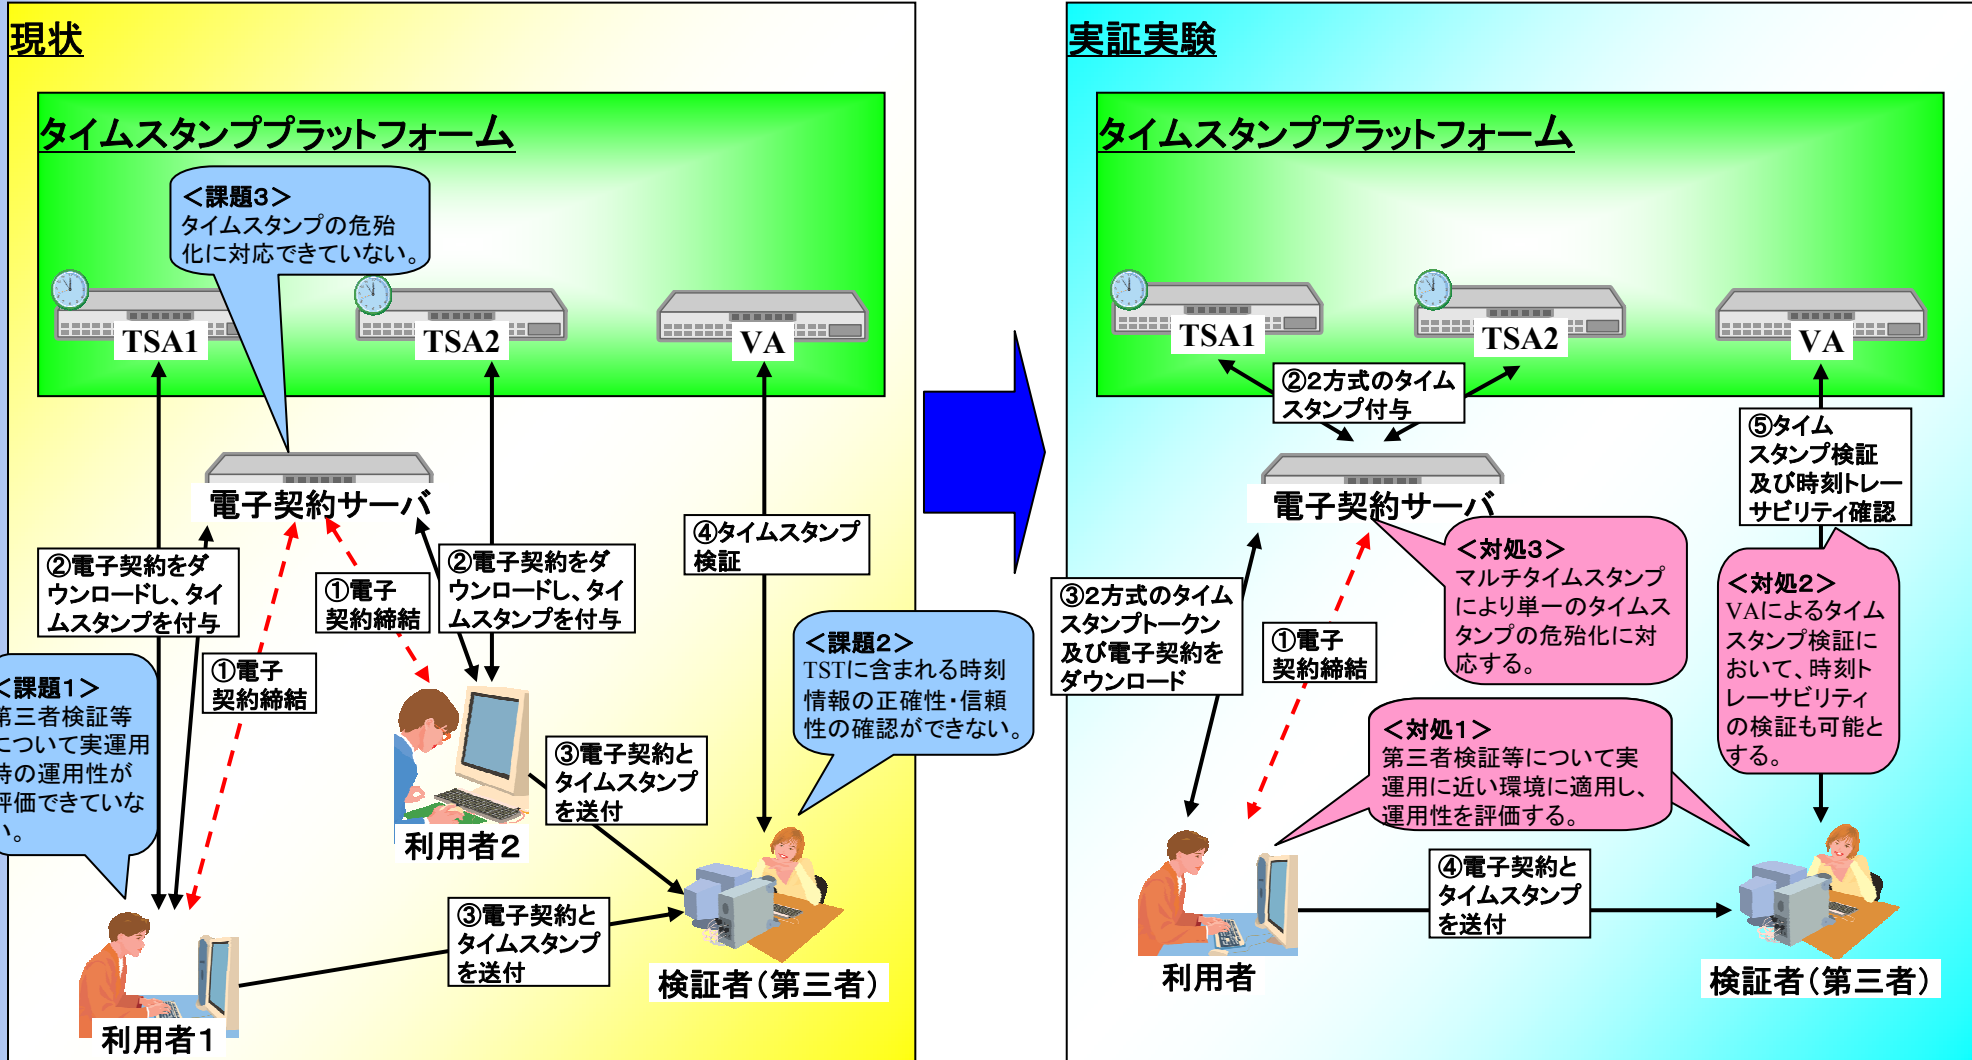 現状
タイムスタンププラットフォーム
＜課題３＞
タイムスタンプの危殆
化に対応できていない。
TSA1
TSA2
VA
電子契約サーバ
②電子契約をダ
ウンロードし、タイ
ムスタンプを付与
①電子
契約締結
①電子
契約締結
②電子契約をダ
ウンロードし、タイ
ムスタンプを付与
④タイムスタンプ
検証
＜課題１＞
第三者検証等
について実運用
時の運用性が
評価できていな
い。
＜課題２＞
TSTに含まれる時刻
情報の正確性・信頼
性の確認ができない。
③電子契約と
タイムスタンプ
を送付
利用者２
③電子契約と
タイムスタンプ
を送付
検証者（第三者）
利用者１
実証実験
タイムスタンププラットフォーム
TSA1
TSA2
VA
②２方式のタイム
スタンプ付与
⑤タイム
スタンプ検証
及び時刻トレー
サビリティ確認
電子契約サーバ
③２方式のタイム
スタンプトークン
及び電子契約を
ダウンロード
①電子
契約締結
＜対処３＞
マルチタイムスタンプ
により単一のタイムス
タンプの危殆化に対
応する。
＜対処２＞
VAによるタイム
スタンプ検証に
おいて、時刻ト
レーサビリティ
の検証も可能と
する。
＜対処１＞
第三者検証等について実
運用に近い環境に適用し、
運用性を評価する。
④電子契約と
タイムスタンプ
を送付
利用者
検証者（第三者）